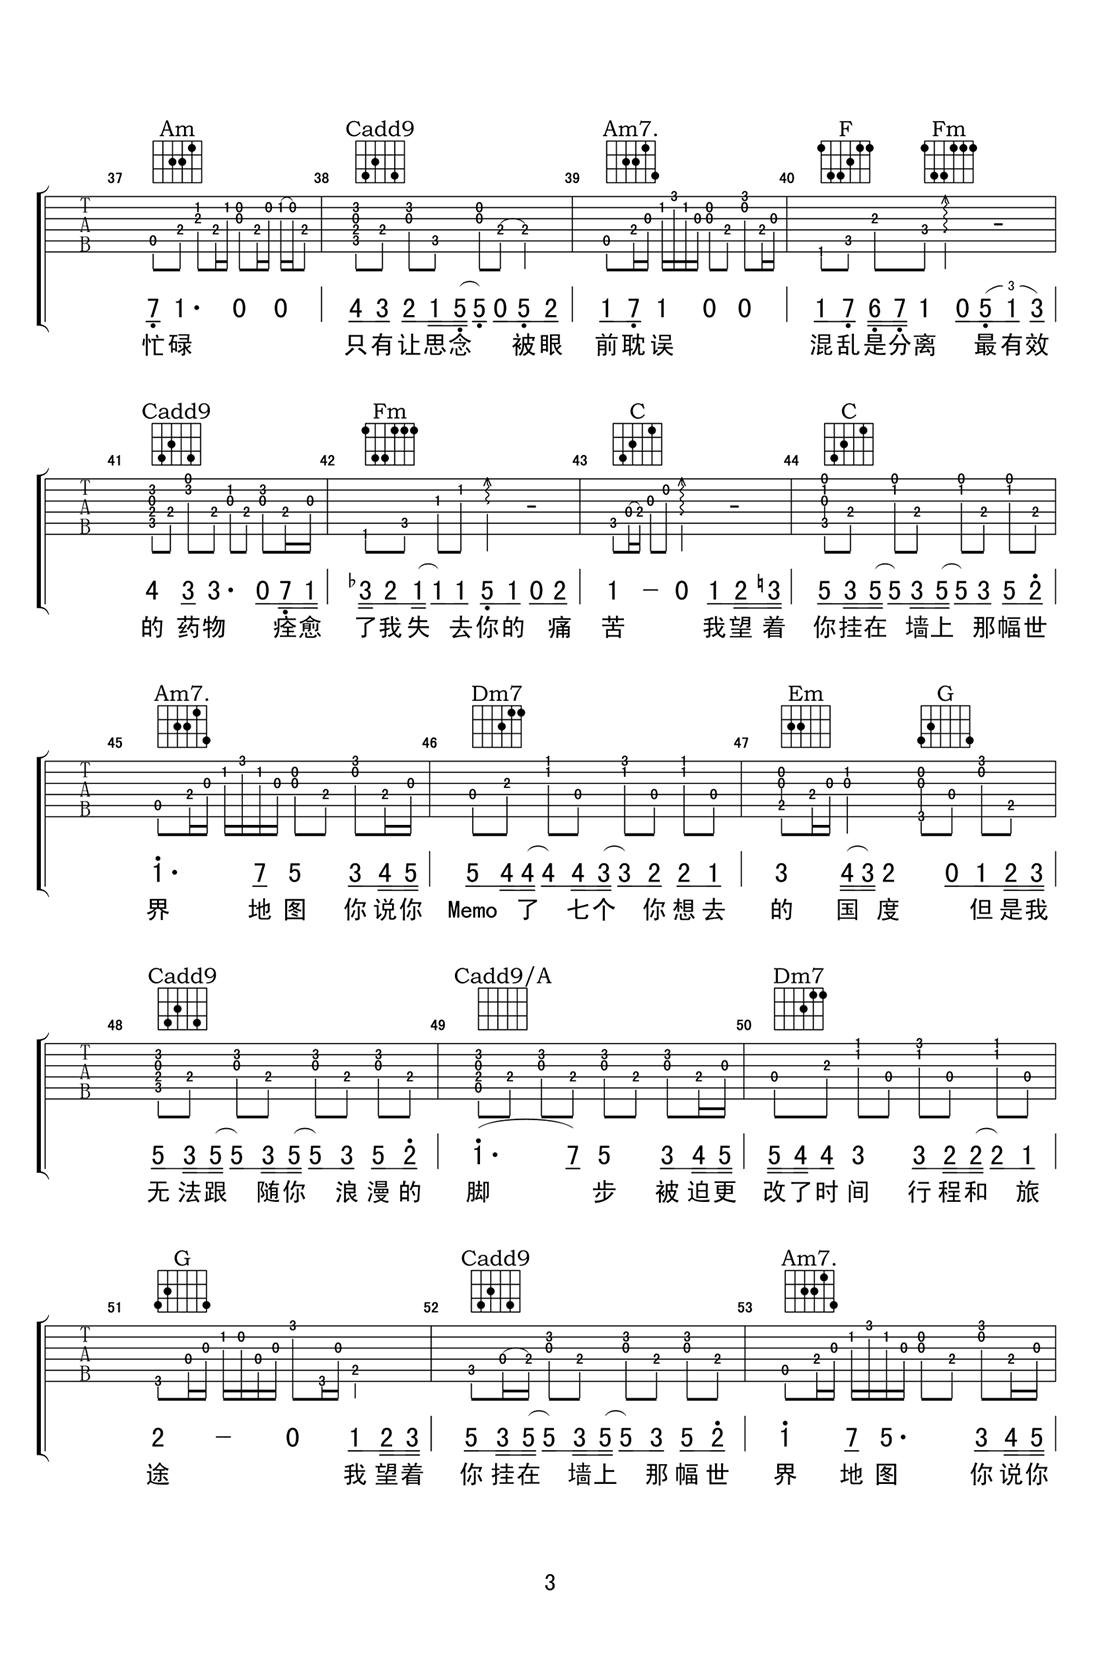 Am Cadd9 Am7. F Fm
37 38 39 40
7 1· 0 0 4 3 2 1 5 5 0 5 2 1 7 1 0 0 1 7 6 7 1 0 5 1 3
忙碌 只有让思念 被眼 前耽误 混乱是分离 最有效
Cadd9 Fm C C
41 42 43 44
4 3 3· 0 7 1 ♭3 2 1 1 1 5 1 0 2 1 - 0 1 2 ♮3 5 3 5 5 3 5 5 3 5 2
的药物 痊愈 了我失 去你的 痛 苦 我望着 你挂在 墙上 那幅世
Am7. Dm7 Em G
45 46 47
1· 7 5 3 4 5 5 4 4 4 4 3 3 2 2 1 3 4 3 2 0 1 2 3
界 地图 你说你 Memo 了 七个 你想去 的 国度 但是我
Cadd9 Cadd9/A Dm7
48 49 50
5 3 5 5 3 5 5 3 5 2 1· 7 5 3 4 5 5 4 4 3 3 2 2 2 1
无法跟 随你 浪漫的 脚 步 被迫更 改了时间 行程和 旅
G Cadd9 Am7.
51 52 53
2 - 0 1 2 3 5 3 5 5 3 5 5 3 5 2 1 7 5· 3 4 5
途 我望着 你挂在 墙上 那幅世 界 地图 你说你
3